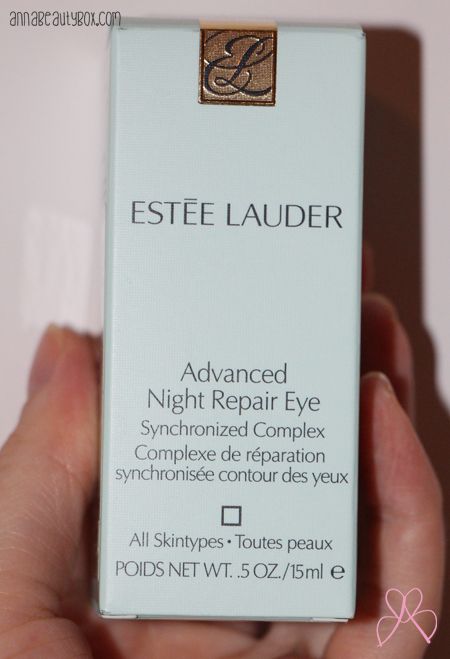 annabeautybox.com
EL
ESTĒE LAUDER
Advanced
Night Repair Eye
Synchronized Complex
Complexe de réparation
synchronisée contour des yeux
All Skintypes • Toutes peaux
POIDS NET WT. .5 OZ./15ml ℮